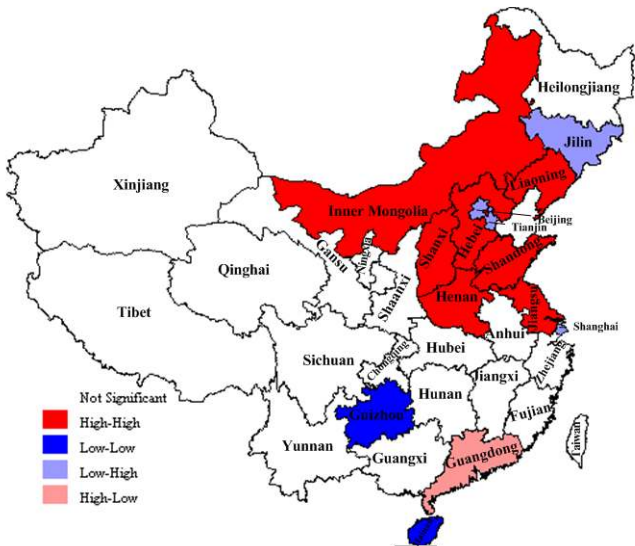 Heilongjiang
Jilin
Xinjiang
Liaoning
Inner Mongolia
Beijing
Tianjin
Hebei
Shanxi
Gansu
Ningxia
Shandong
Qinghai
Shaanxi
Henan
Jiangsu
Tibet
Shanghai
Anhui
Hubei
Sichuan
Chongqing
Zhejiang
Hunan
Jiangxi
Not Significant
High-High
Low-Low
Low-High
High-Low
Guizhou
Fujian
Yunnan
Guangxi
Guangdong
Taiwan